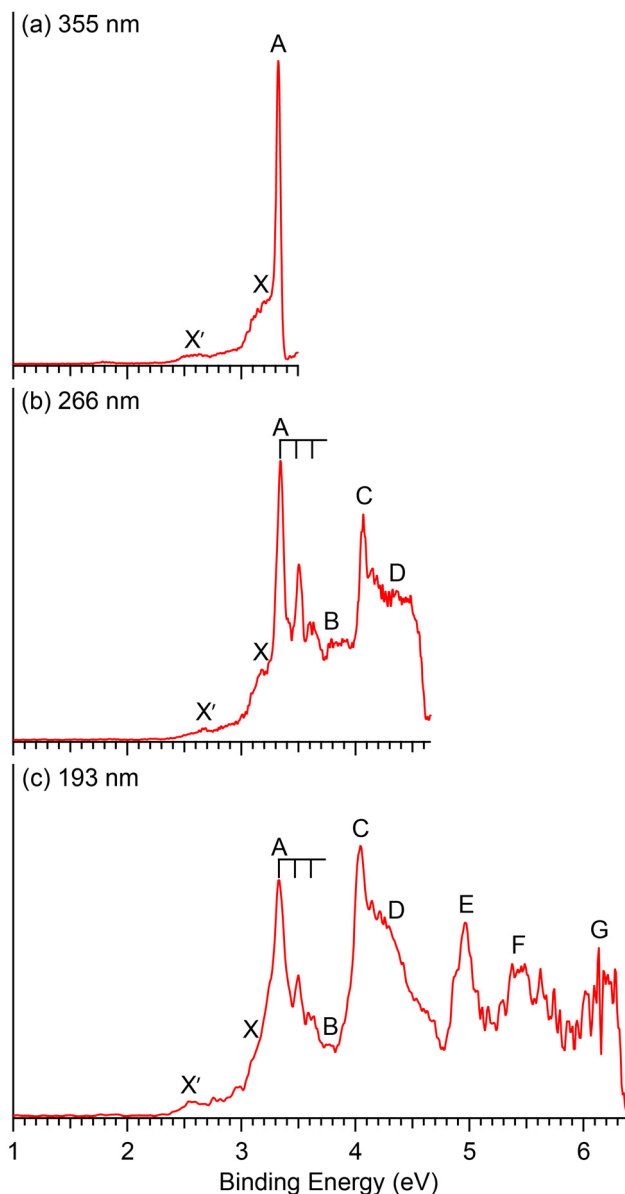 (a) 355 nm
A
X
X′
(b) 266 nm
A
C
D
B
X
X′
(c) 193 nm
C
A
D
E
F
G
X
B
X′
1 2 3 4 5 6
Binding Energy (eV)